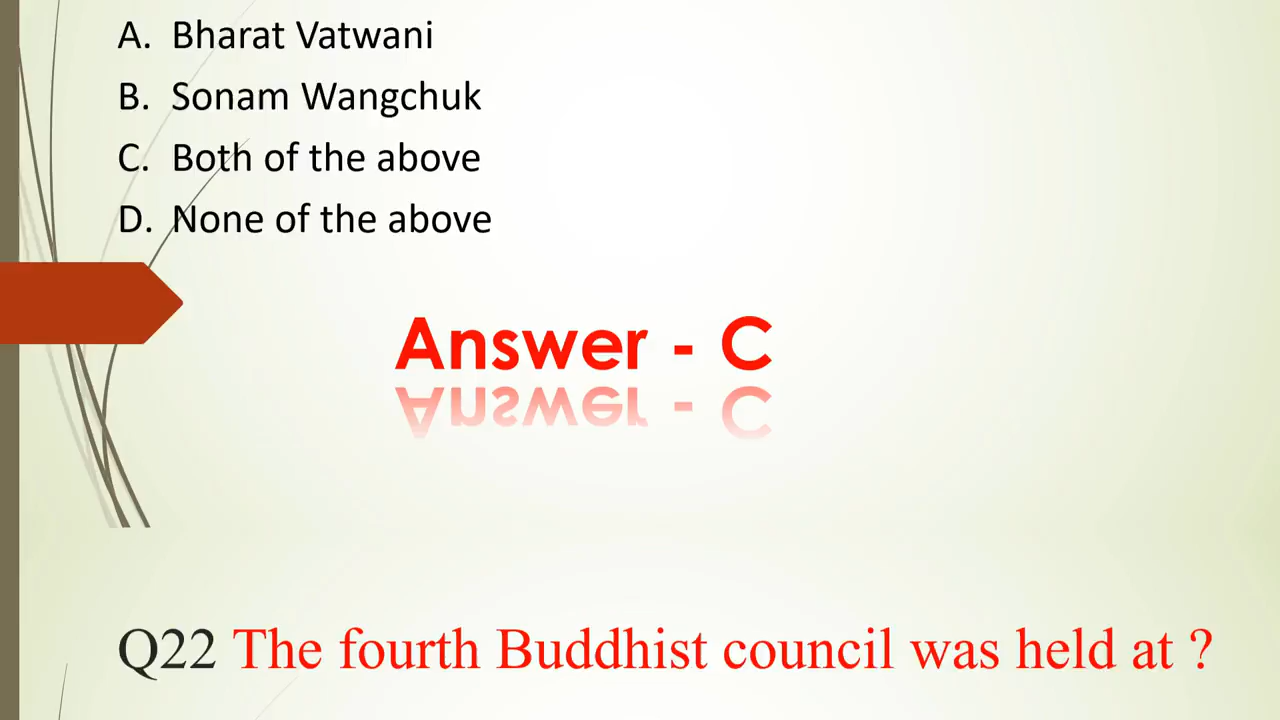 A. Bharat Vatwani
B. Sonam Wangchuk
C. Both of the above
D. None of the above
Answer - C
Q22 The fourth Buddhist council was held at ?